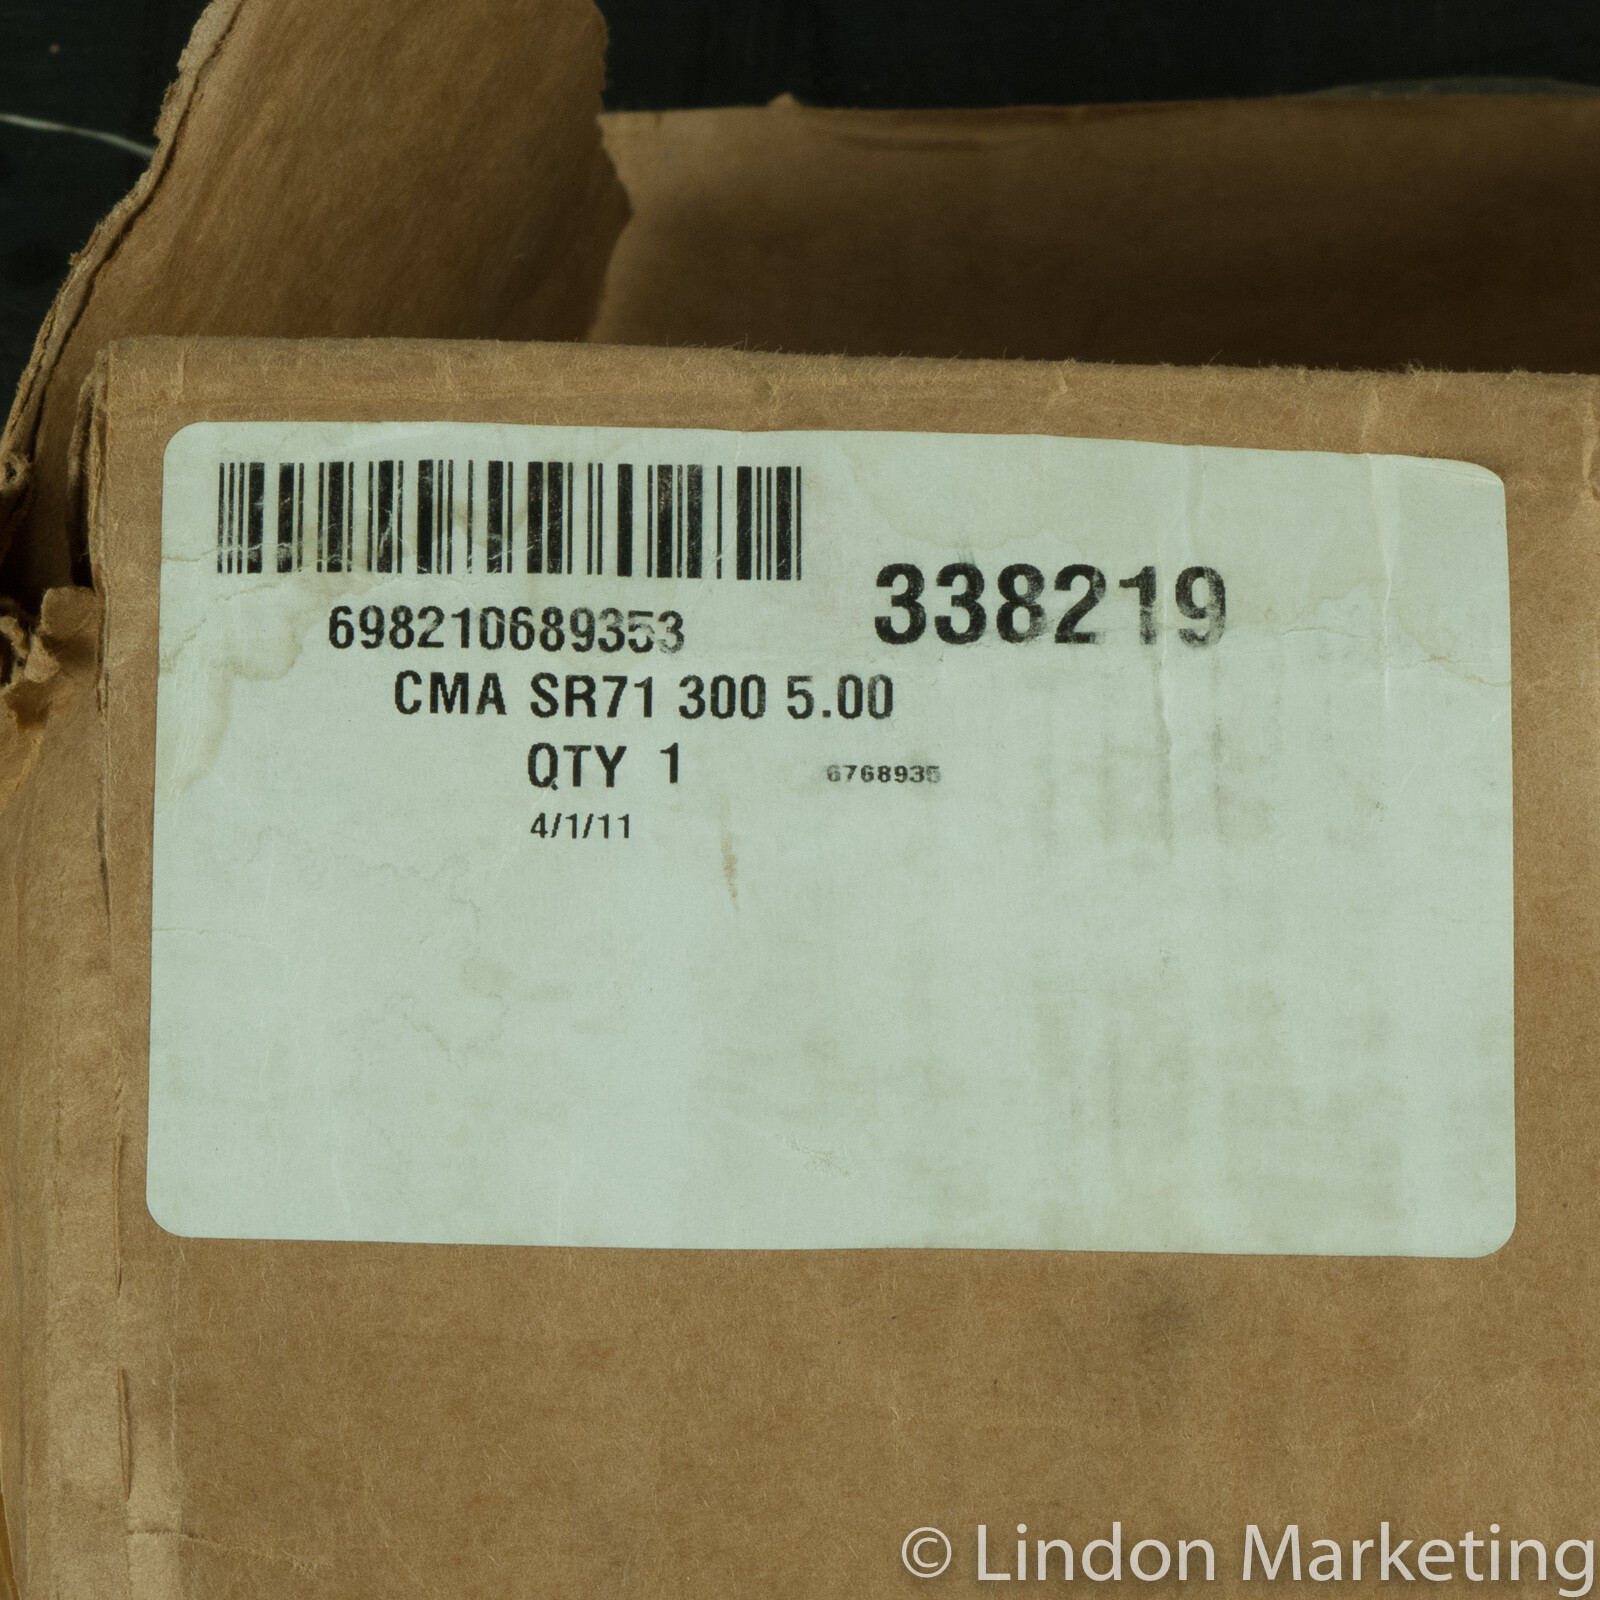 698210689353
338219
CMA SR71 300 5.00
QTY 1
6768935
4/1/11
© Lindon Marketing